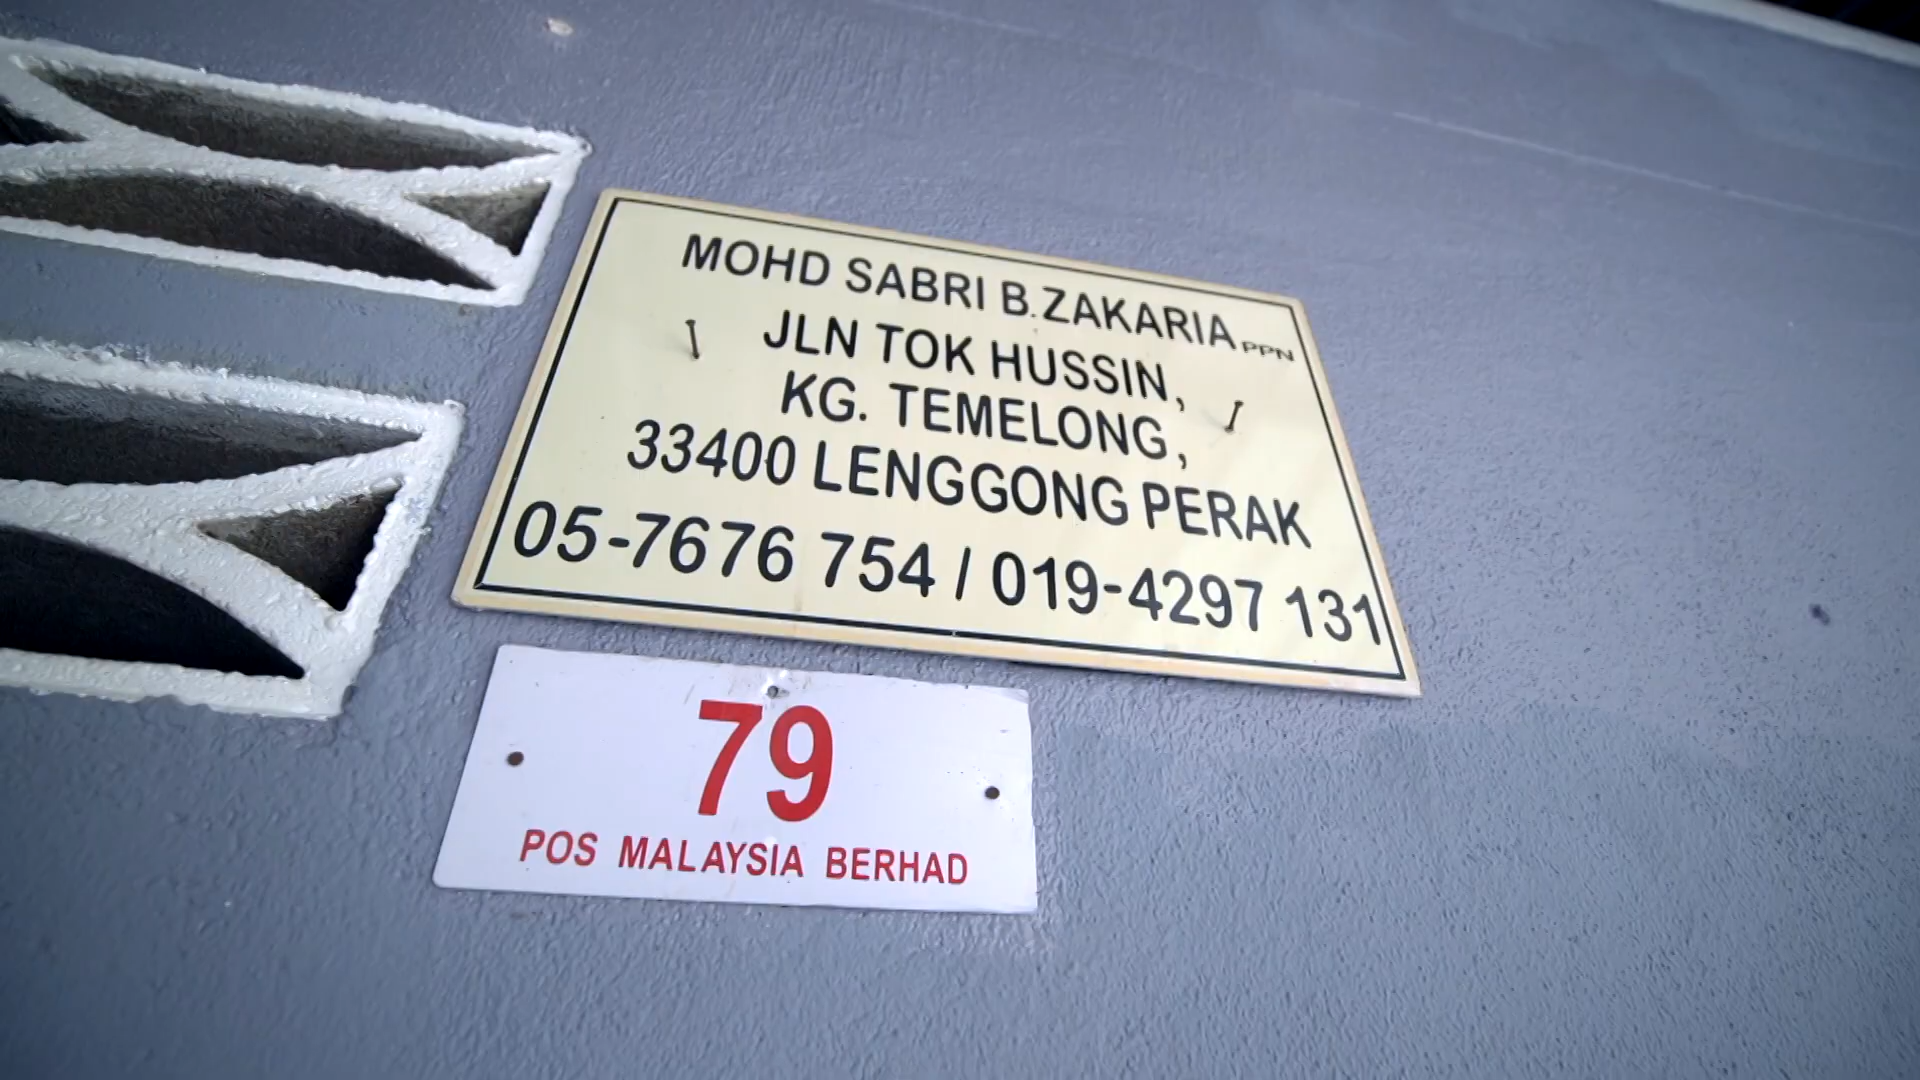 MOHD SABRI B.ZAKARIA PPN
JLN TOK HUSSIN,
KG. TEMELONG,
33400 LENGGONG PERAK
05-7676 754 / 019-4297 131
79
POS MALAYSIA BERHAD